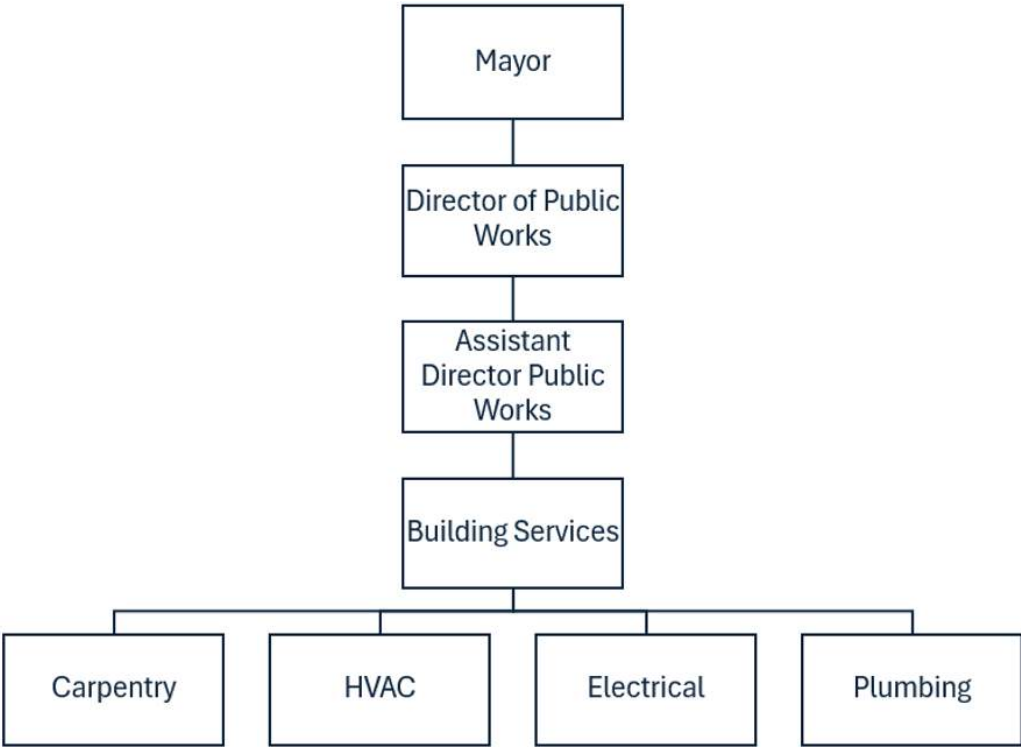 Mayor
Director of Public
Works
Assistant
Director Public
Works
Building Services
Carpentry
HVAC
Electrical
Plumbing